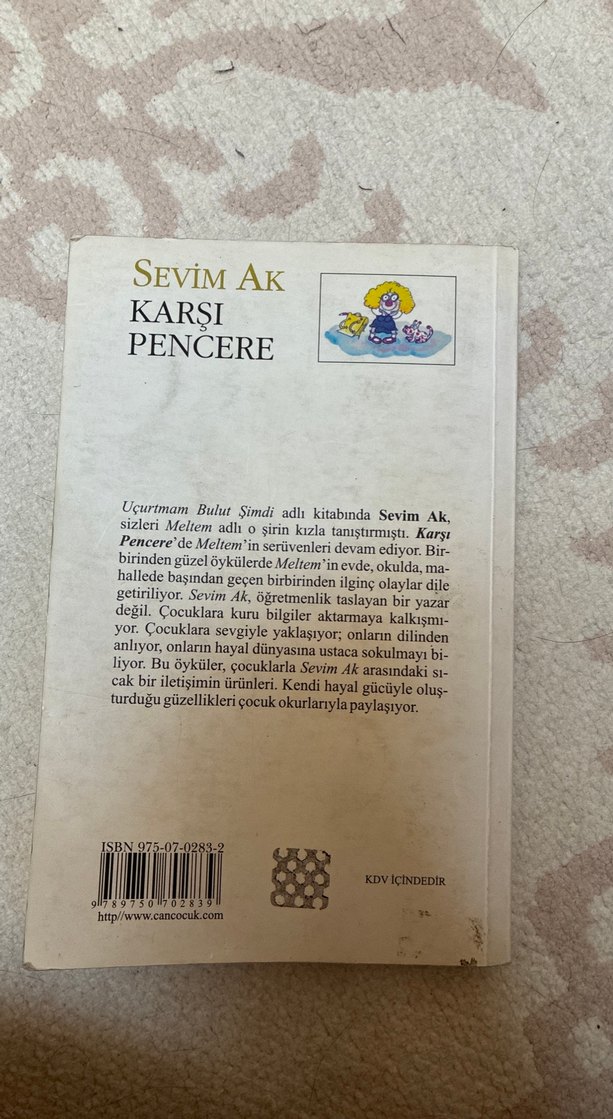 SEVİM AK
KARŞI
PENCERE
Uçurtmam Bulut Şimdi adlı kitabında Sevim Ak,
sizleri Meltem adlı o şirin kızla tanıştırmıştı. Karşı
Pencere'de Meltem'in serüvenleri devam ediyor. Bir-
birinden güzel öykülerde Meltem'in evde, okulda, ma-
hallede başından geçen birbirinden ilginç olaylar dile
getiriliyor. Sevim Ak, öğretmenlik taslayan bir yazar
değil. Çocuklara kuru bilgiler aktarmaya kalkışmı-
yor. Çocuklara sevgiyle yaklaşıyor; onların dilinden
anlıyor, onların hayal dünyasına ustaca sokulmayı bi-
liyor. Bu öyküler, çocuklarla Sevim Ak arasındaki sı-
cak bir iletişimin ürünleri. Kendi hayal gücüyle oluş-
turduğu güzellikleri çocuk okurlarıyla paylaşıyor.
ISBN 975-07-0283-2
9 789750 702839
http//www.cancocuk.com
KDV İÇİNDEDİR